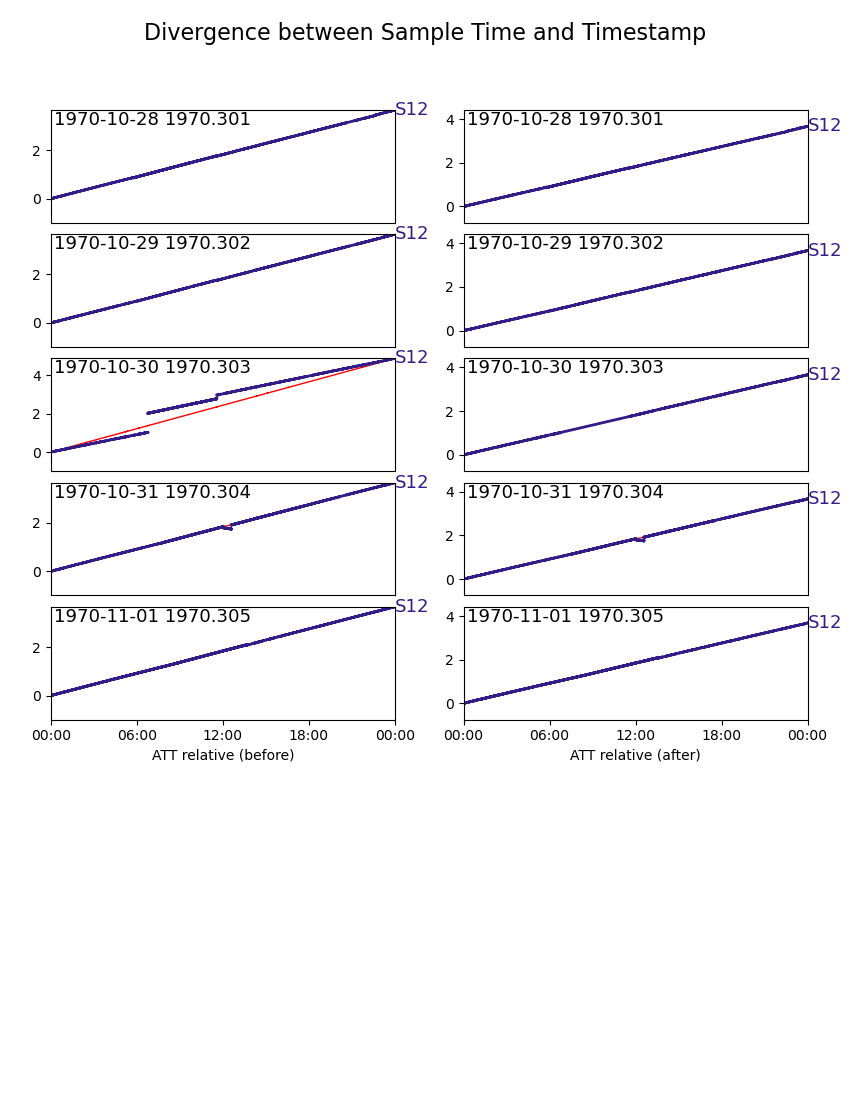 Divergence between Sample Time and Timestamp
1970-10-28 1970.301 S12
2
0
4 1970-10-28 1970.301
S12
2
0
1970-10-29 1970.302 S12
2
0
4 1970-10-29 1970.302
S12
2
0
1970-10-30 1970.303 S12
4
2
0
4 1970-10-30 1970.303
S12
2
0
1970-10-31 1970.304 S12
2
0
4 1970-10-31 1970.304
S12
2
0
1970-11-01 1970.305 S12
2
0
00:00 06:00 12:00 18:00 00:00
ATT relative (before)
4 1970-11-01 1970.305
S12
2
0
00:00 06:00 12:00 18:00 00:00
ATT relative (after)